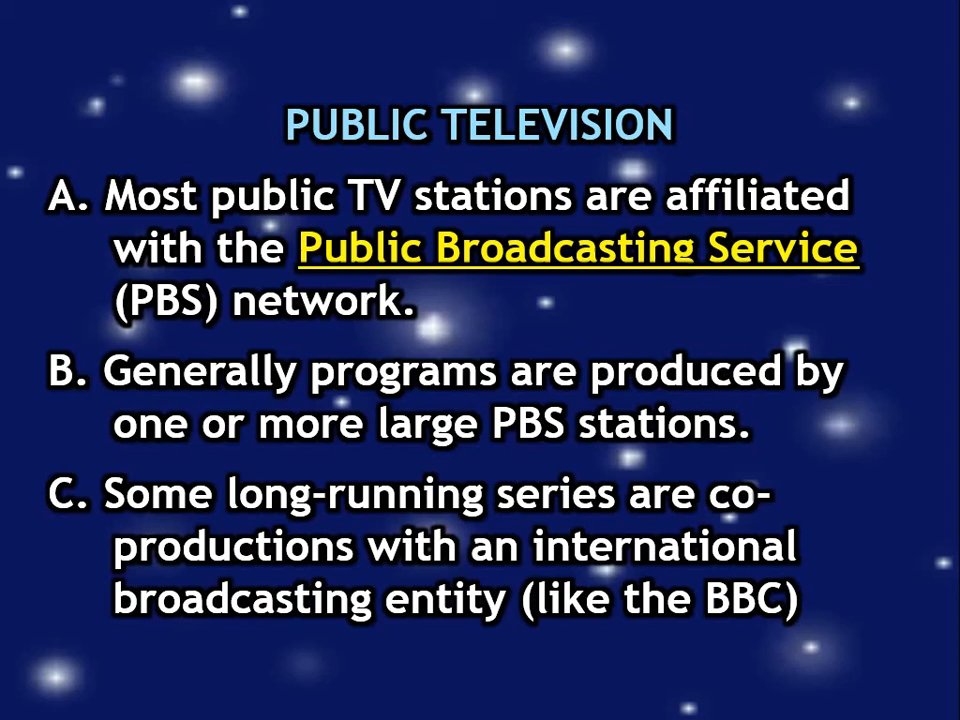 PUBLIC TELEVISION
A. Most public TV stations are affiliated
with the Public Broadcasting Service
(PBS) network.
B. Generally programs are produced by
one or more large PBS stations.
C. Some long-running series are co-
productions with an international
broadcasting entity (like the BBC)